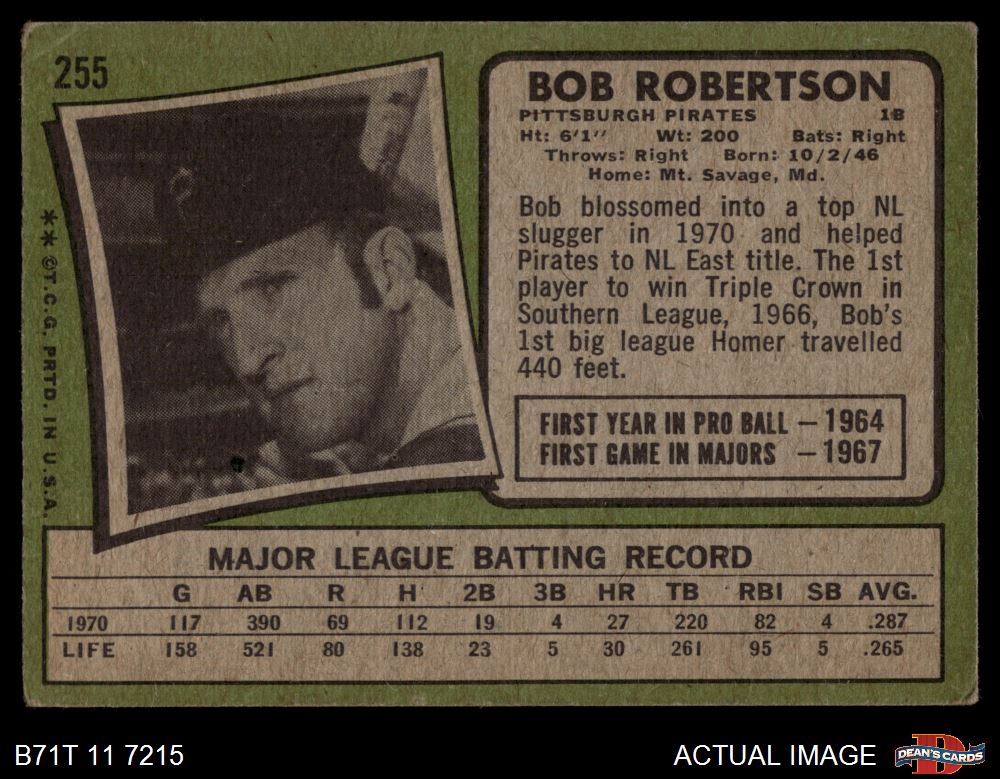 255
BOB ROBERTSON
PITTSBURGH PIRATES 1B
Ht: 6'1" Wt: 200 Bats: Right
Throws: Right Born: 10/2/46
Home: Mt. Savage, Md.
Bob blossomed into a top NL
slugger in 1970 and helped
Pirates to NL East title. The 1st
player to win Triple Crown in
Southern League, 1966, Bob's
1st big league Homer travelled
440 feet.
FIRST YEAR IN PRO BALL — 1964
FIRST GAME IN MAJORS — 1967
**©T.C.G. PRTD. IN U.S.A.
MAJOR LEAGUE BATTING RECORD
G AB R H 2B 3B HR TB RBI SB AVG.
1970 117 390 69 112 19 4 27 220 82 4 .287
LIFE 158 521 80 138 23 5 30 261 95 5 .265
B71T 11 7215
ACTUAL IMAGE
DEAN'S CARDS